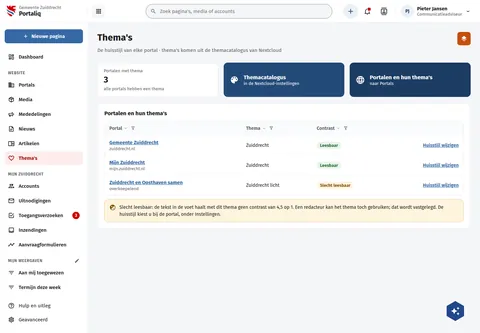 Gemeente Zuiddrecht
Portaliq
Zoek pagina's, media of accounts
PJ
Pieter Jansen
Communicatieadviseur
+ Nieuwe pagina
Dashboard
WEBSITE
Portals
Media
Mededelingen
Nieuws
Artikelen
Thema's
MIJN ZUIDDRECHT
Accounts
Uitnodigingen
Toegangsverzoeken
Inzendingen
Aanvraagformulieren
MIJN WEERGAVEN
Aan mij toegewezen
Termijn deze week
Hulp en uitleg
Geavanceerd
Thema's
De huisstijl van elke portal · thema's komen uit de themacatalogus van Nextcloud
Portalen met thema
3
alle portals hebben een thema
Themacatalogus
in de Nextcloud-instellingen
Portalen en hun thema's
naar Portals
Portalen en hun thema's
Portal
Thema
Contrast
Gemeente Zuiddrecht
zuiddrecht.nl
Zuiddrecht
Leesbaar
Huisstijl wijzigen
Mijn Zuiddrecht
mijn.zuiddrecht.nl
Zuiddrecht
Leesbaar
Huisstijl wijzigen
Zuiddrecht en Oosthaven samen
Zuiddrecht licht
Slecht leesbaar
Huisstijl wijzigen
Slecht leesbaar: de tekst in de voet haalt met dit thema geen contrast van 4,5 op 1. Een redacteur kan het thema toch gebruiken; dat wordt vastgelegd. De
huisstijl kiest u bij de portal, onder Instellingen.